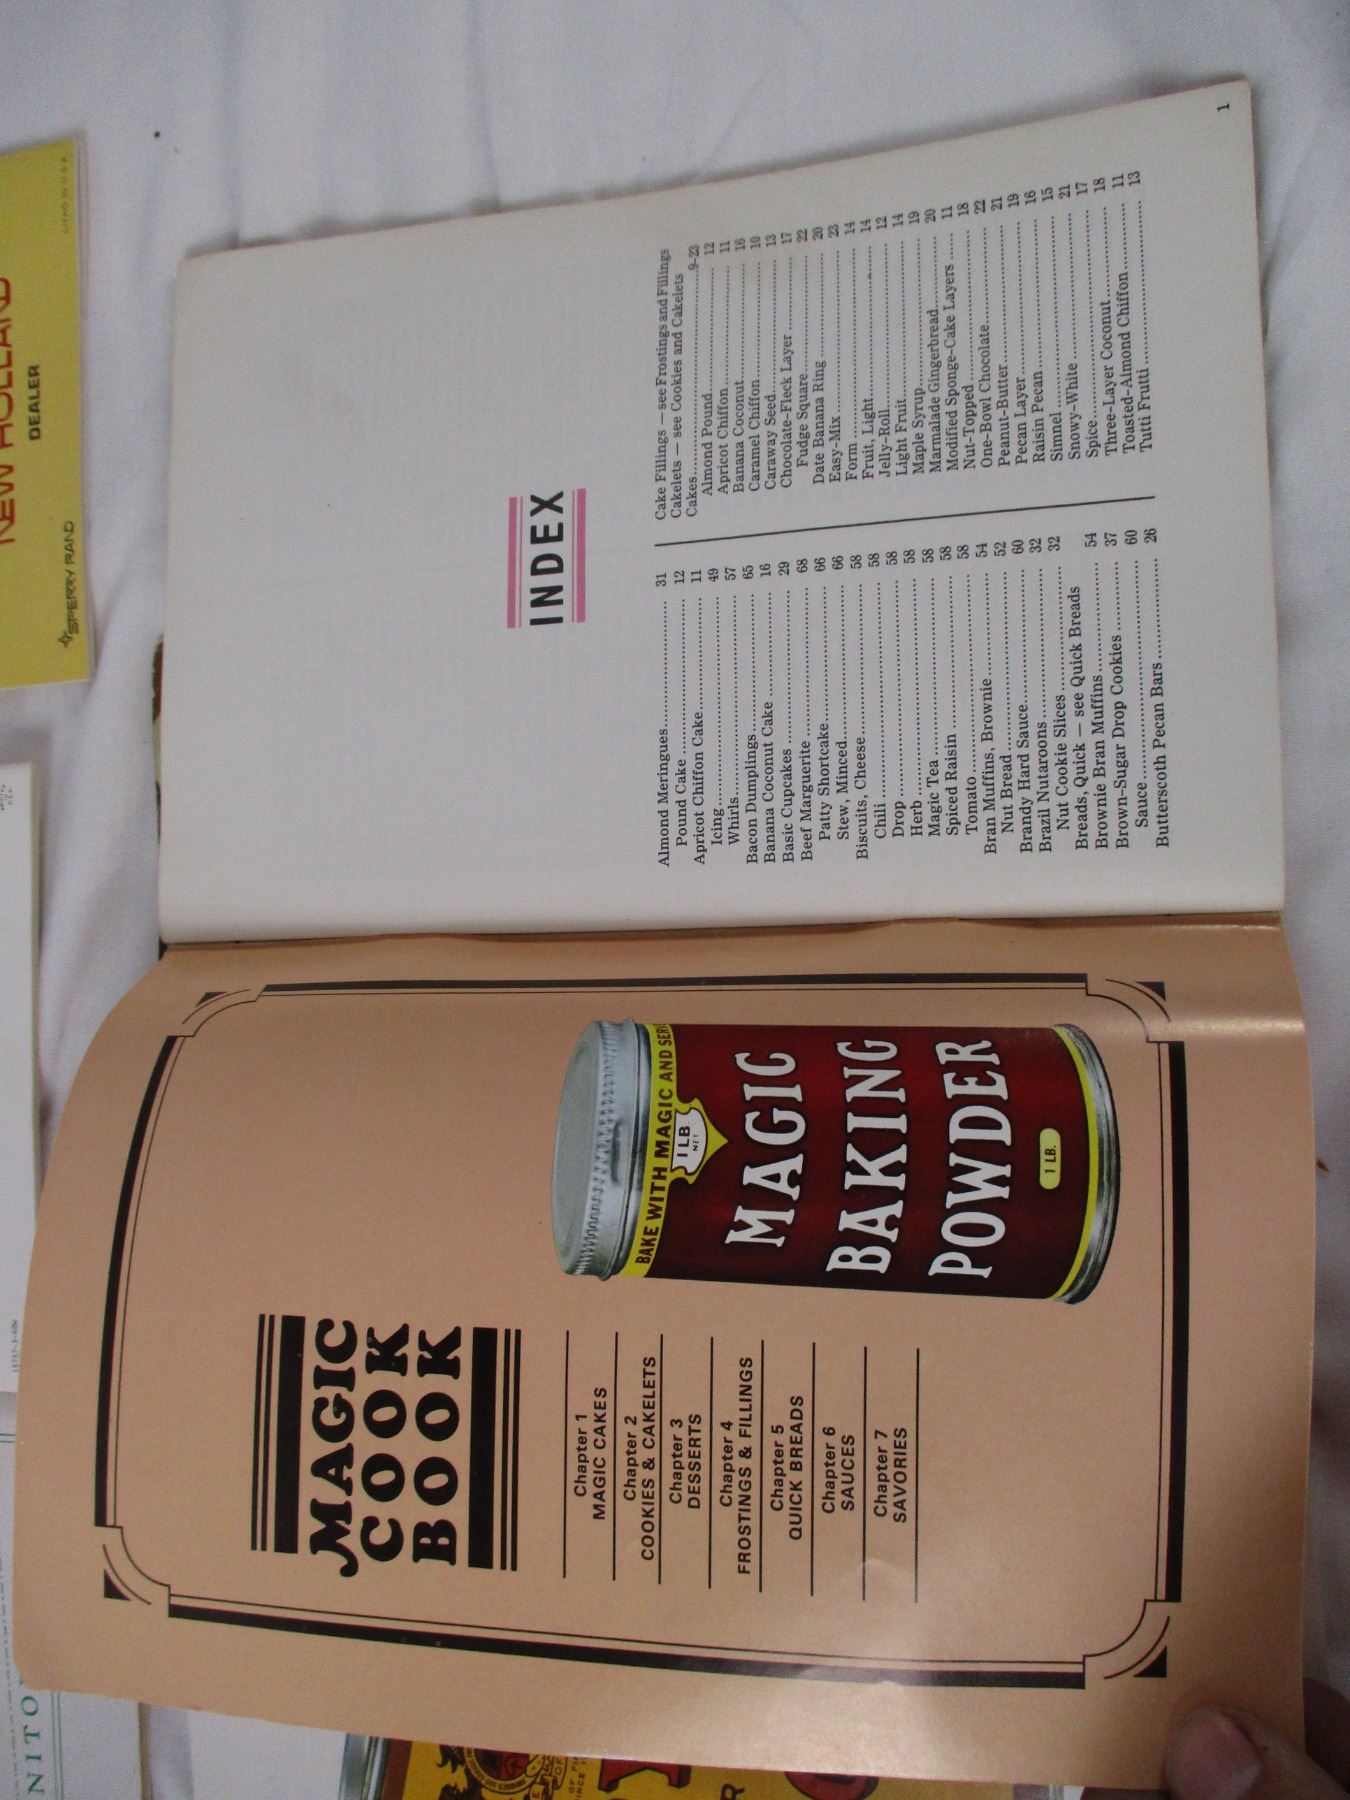 NEW HOLLAND
DEALER
SPERRY RAND
LITHO IN U.S.A.
MAGIC
COOK
BOOK
Chapter 1
MAGIC CAKES
Chapter 2
COOKIES & CAKELETS
Chapter 3
DESSERTS
Chapter 4
FROSTINGS & FILLINGS
Chapter 5
QUICK BREADS
Chapter 6
SAUCES
Chapter 7
SAVORIES
BAKE WITH MAGIC AND SER
1 LB
NET
MAGIC
BAKING
POWDER
1 LB.
INDEX
Almond Meringues 31
Pound Cake 12
Apricot Chiffon Cake 11
Icing 49
Whirls 57
Bacon Dumplings 65
Banana Coconut Cake 16
Basic Cupcakes 29
Beef Marguerite 68
Patty Shortcake 66
Stew, Minced 66
Biscuits, Cheese 58
Chili 58
Drop 58
Herb 58
Magic Tea 58
Spiced Raisin 58
Tomato 58
Bran Muffins, Brownie 54
Nut Bread 52
Brandy Hard Sauce 60
Brazil Nutaroons 32
Nut Cookie Slices 32
Breads, Quick — see Quick Breads
Brownie Bran Muffins 54
Brown-Sugar Drop Cookies 37
Sauce 60
Butterscoth Pecan Bars 26
Cake Fillings — see Frostings and Fillings
Cakelets — see Cookies and Cakelets
Cakes 9-23
Almond Pound 12
Apricot Chiffon 11
Banana Coconut 16
Caramel Chiffon 10
Caraway Seed 13
Chocolate-Fleck Layer 17
Fudge Square 22
Date Banana Ring 20
Easy-Mix 23
Form 14
Fruit, Light 14
Jelly-Roll 12
Light Fruit 14
Maple Syrup 19
Marmalade Gingerbread 20
Modified Sponge-Cake Layers 11
Nut-Topped 18
One-Bowl Chocolate 22
Peanut-Butter 21
Pecan Layer 19
Raisin Pecan 16
Simnel 15
Snowy-White 21
Spice 17
Three-Layer Coconut 18
Toasted-Almond Chiffon 11
Tutti Frutti 13
1